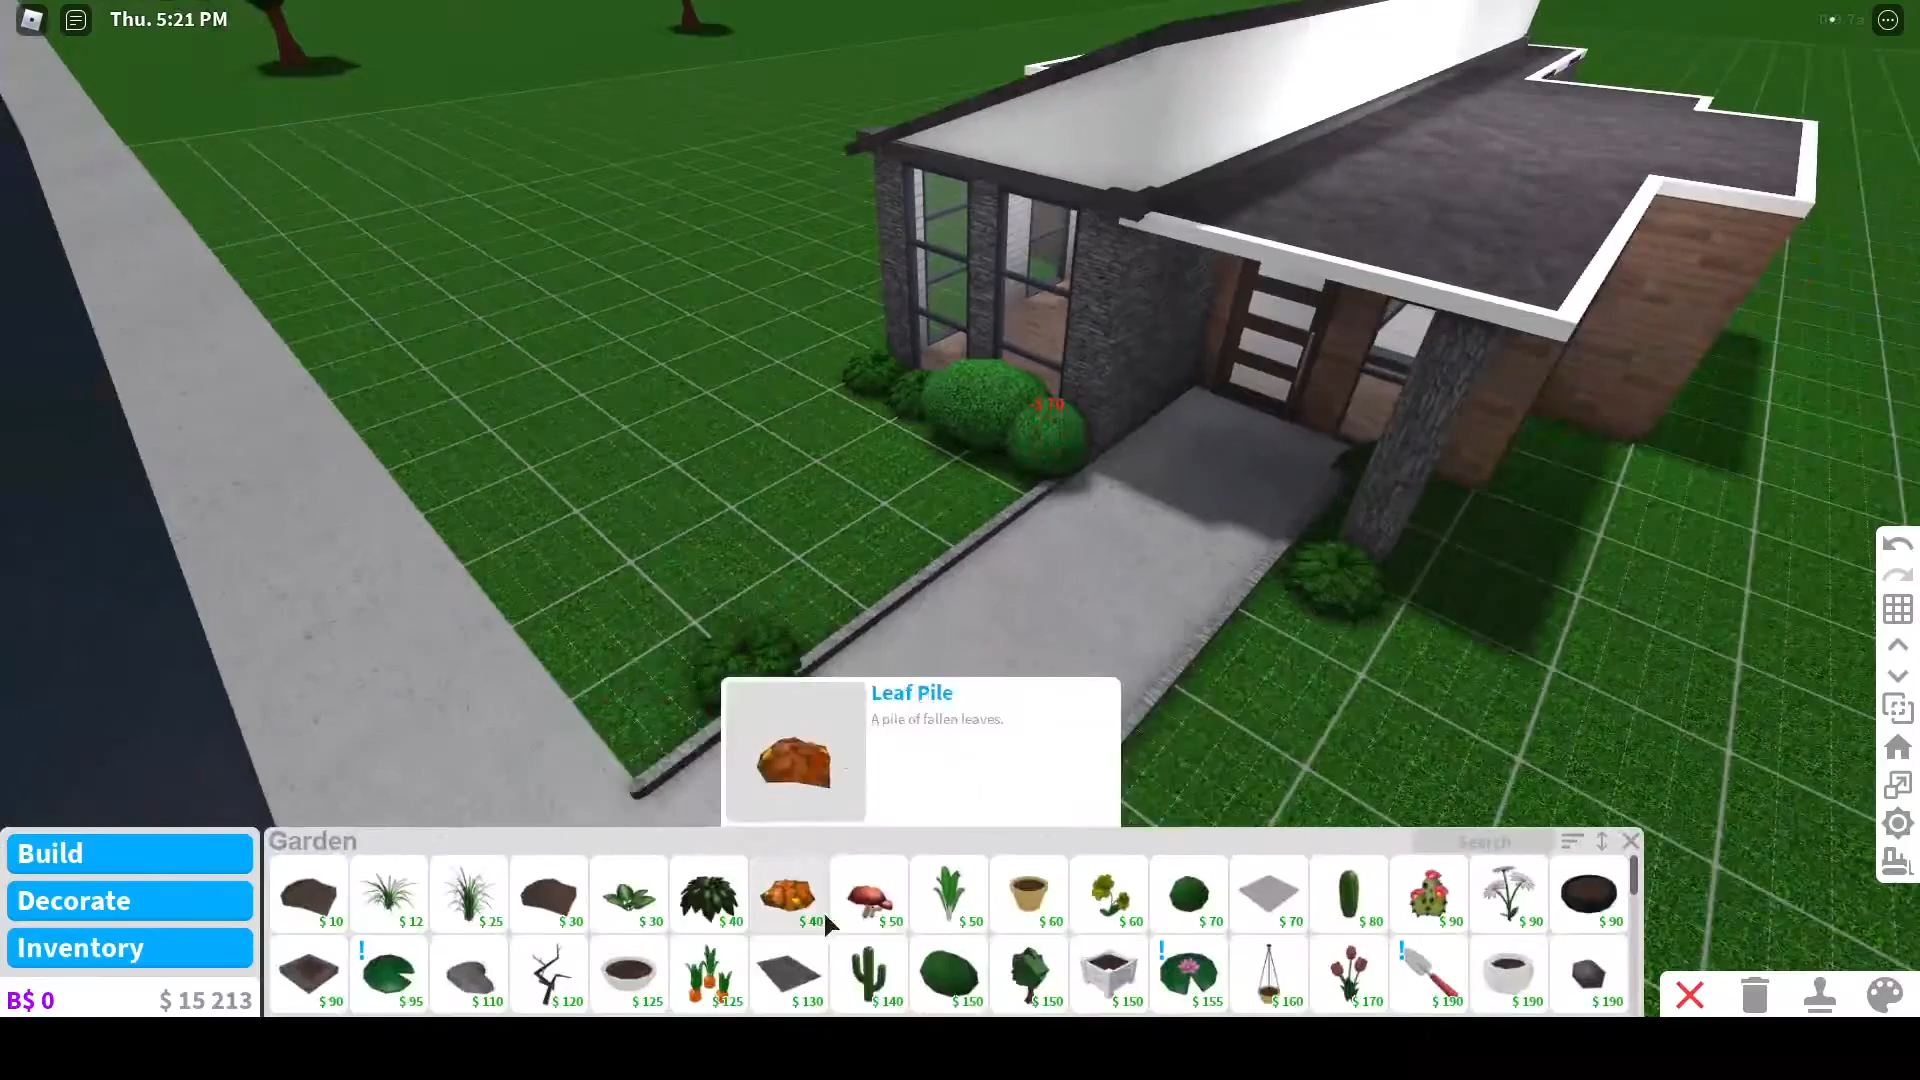 Thu. 5:21 PM
-$ 70
Leaf Pile
A pile of fallen leaves.
Build
Decorate
Inventory
B$ 0
$ 15 213
Garden
Search
$ 10
$ 12
$ 25
$ 30
$ 30
$ 40
$ 40
$ 50
$ 50
$ 60
$ 60
$ 70
$ 70
$ 80
$ 90
$ 90
$ 90
$ 90
! $ 95
$ 110
$ 120
$ 125
$ 125
$ 130
$ 140
$ 150
$ 150
$ 150
! $ 155
$ 160
$ 170
! $ 190
$ 190
$ 190